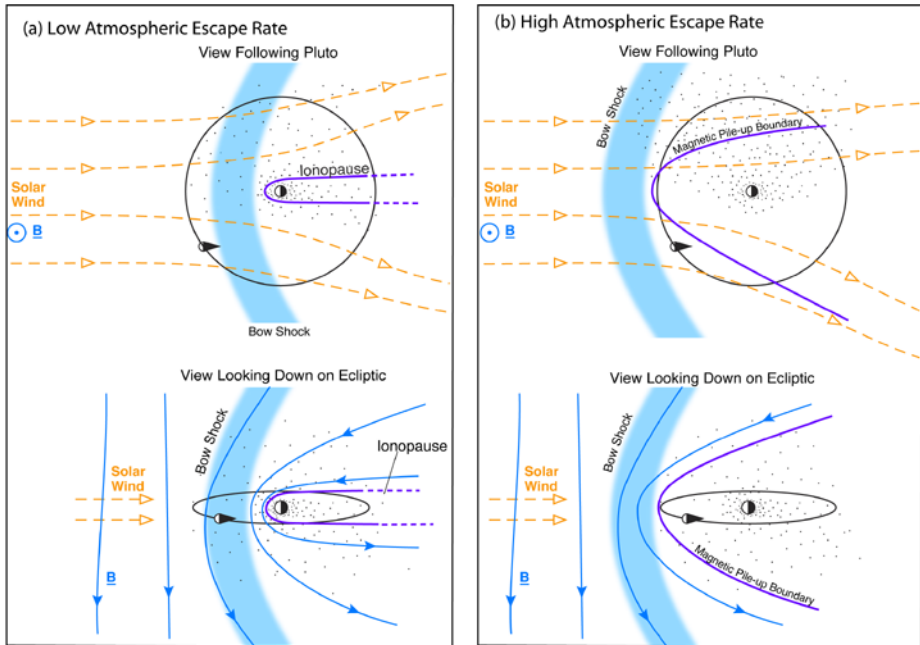 (a) Low Atmospheric Escape Rate
View Following Pluto
Ionopause
Solar
Wind
B
Bow Shock
View Looking Down on Ecliptic
Bow Shock
Ionopause
Solar
Wind
B
(b) High Atmospheric Escape Rate
View Following Pluto
Bow Shock
Magnetic Pile-up Boundary
Solar
Wind
B
View Looking Down on Ecliptic
Bow Shock
Solar
Wind
B
Magnetic Pile-up Boundary